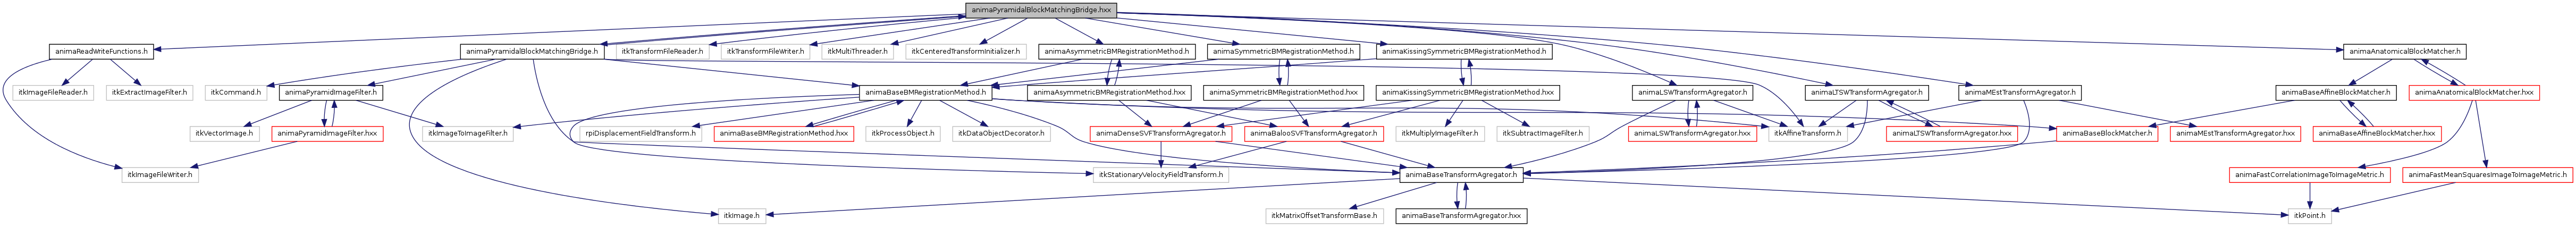 animaPyramidalBlockMatchingBridge.hxx
animaReadWriteFunctions.h
animaPyramidalBlockMatchingBridge.h
itkTransformFileReader.h
itkTransformFileWriter.h
itkMultiThreader.h
itkCenteredTransformInitializer.h
animaAsymmetricBMRegistrationMethod.h
animaSymmetricBMRegistrationMethod.h
animaKissingSymmetricBMRegistrationMethod.h
animaAnatomicalBlockMatcher.h
itkImageFileReader.h
itkExtractImageFilter.h
itkCommand.h
animaPyramidImageFilter.h
animaBaseBMRegistrationMethod.h
animaAsymmetricBMRegistrationMethod.hxx
animaSymmetricBMRegistrationMethod.hxx
animaKissingSymmetricBMRegistrationMethod.hxx
animaLSWTransformAgregator.h
animaLTSWTransformAgregator.h
animaMEstTransformAgregator.h
animaBaseAffineBlockMatcher.h
animaAnatomicalBlockMatcher.hxx
itkVectorImage.h
animaPyramidImageFilter.hxx
itkImageToImageFilter.h
rpiDisplacementFieldTransform.h
animaBaseBMRegistrationMethod.hxx
itkProcessObject.h
itkDataObjectDecorator.h
animaDenseSVFTransformAgregator.h
animaBalooSVFTransformAgregator.h
itkMultiplyImageFilter.h
itkSubtractImageFilter.h
animaLSWTransformAgregator.hxx
itkAffineTransform.h
animaLTSWTransformAgregator.hxx
animaBaseBlockMatcher.h
animaMEstTransformAgregator.hxx
animaBaseAffineBlockMatcher.hxx
itkImageFileWriter.h
itkStationaryVelocityFieldTransform.h
animaBaseTransformAgregator.h
animaFastCorrelationImageToImageMetric.h
animaFastMeanSquaresImageToImageMetric.h
itkImage.h
itkMatrixOffsetTransformBase.h
animaBaseTransformAgregator.hxx
itkPoint.h